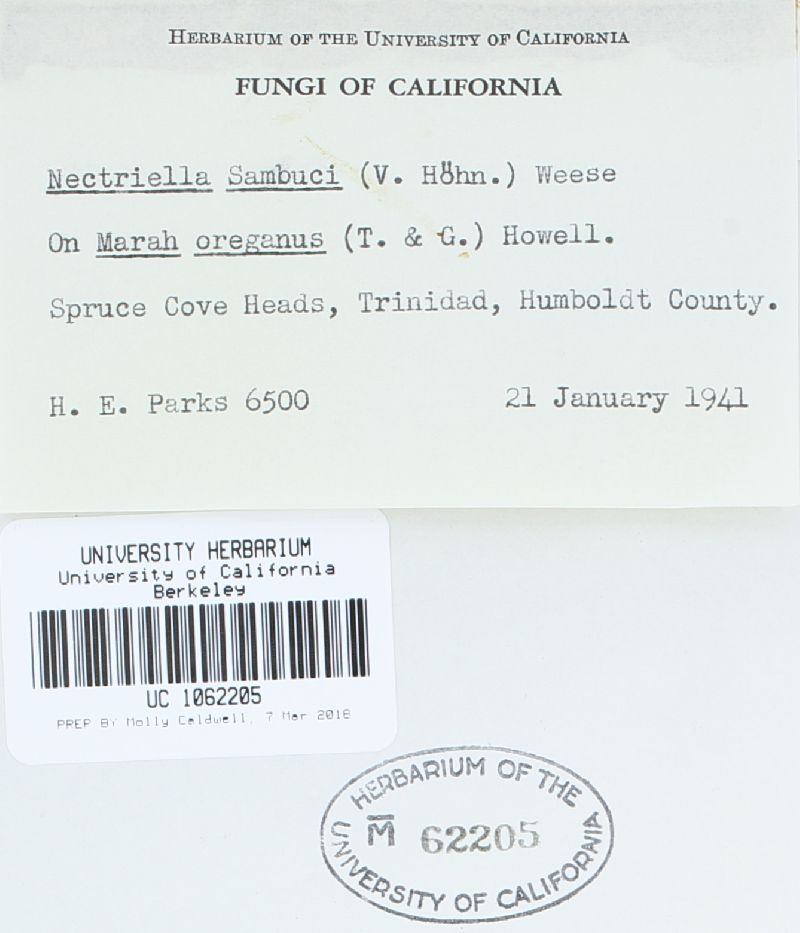 HERBARIUM OF THE UNIVERSITY OF CALIFORNIA
FUNGI OF CALIFORNIA
Nectriella Sambuci (V. Höhn.) Weese
On Marah oreganus (T. & G.) Howell.
Spruce Cove Heads, Trinidad, Humboldt County.
H. E. Parks 6500 21 January 1941
UNIVERSITY HERBARIUM
University of California
Berkeley
UC 1062205
PREP BY Molly Caldwell, 7 Mar 2018
HERBARIUM OF THE
M̅ 62205
UNIVERSITY OF CALIFORNIA